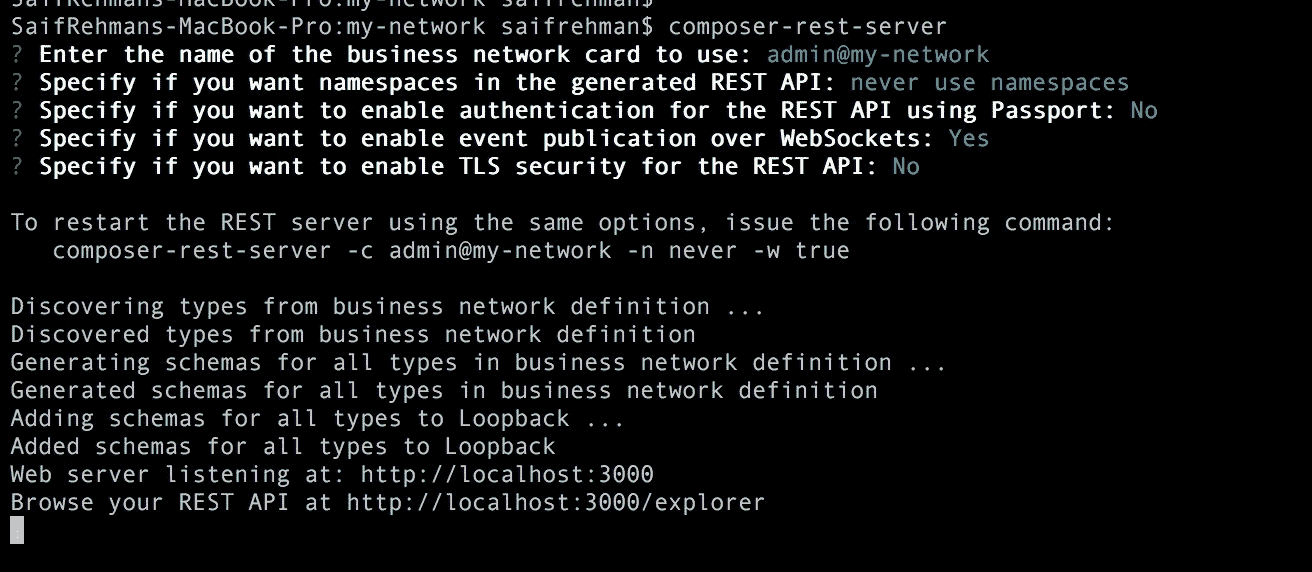 SaifRehmans-MacBook-Pro:my-network saifrehman$
SaifRehmans-MacBook-Pro:my-network saifrehman$ composer-rest-server
? Enter the name of the business network card to use: admin@my-network
? Specify if you want namespaces in the generated REST API: never use namespaces
? Specify if you want to enable authentication for the REST API using Passport: No
? Specify if you want to enable event publication over WebSockets: Yes
? Specify if you want to enable TLS security for the REST API: No
To restart the REST server using the same options, issue the following command:
composer-rest-server -c admin@my-network -n never -w true
Discovering types from business network definition ...
Discovered types from business network definition
Generating schemas for all types in business network definition ...
Generated schemas for all types in business network definition
Adding schemas for all types to Loopback ...
Added schemas for all types to Loopback
Web server listening at: http://localhost:3000
Browse your REST API at http://localhost:3000/explorer